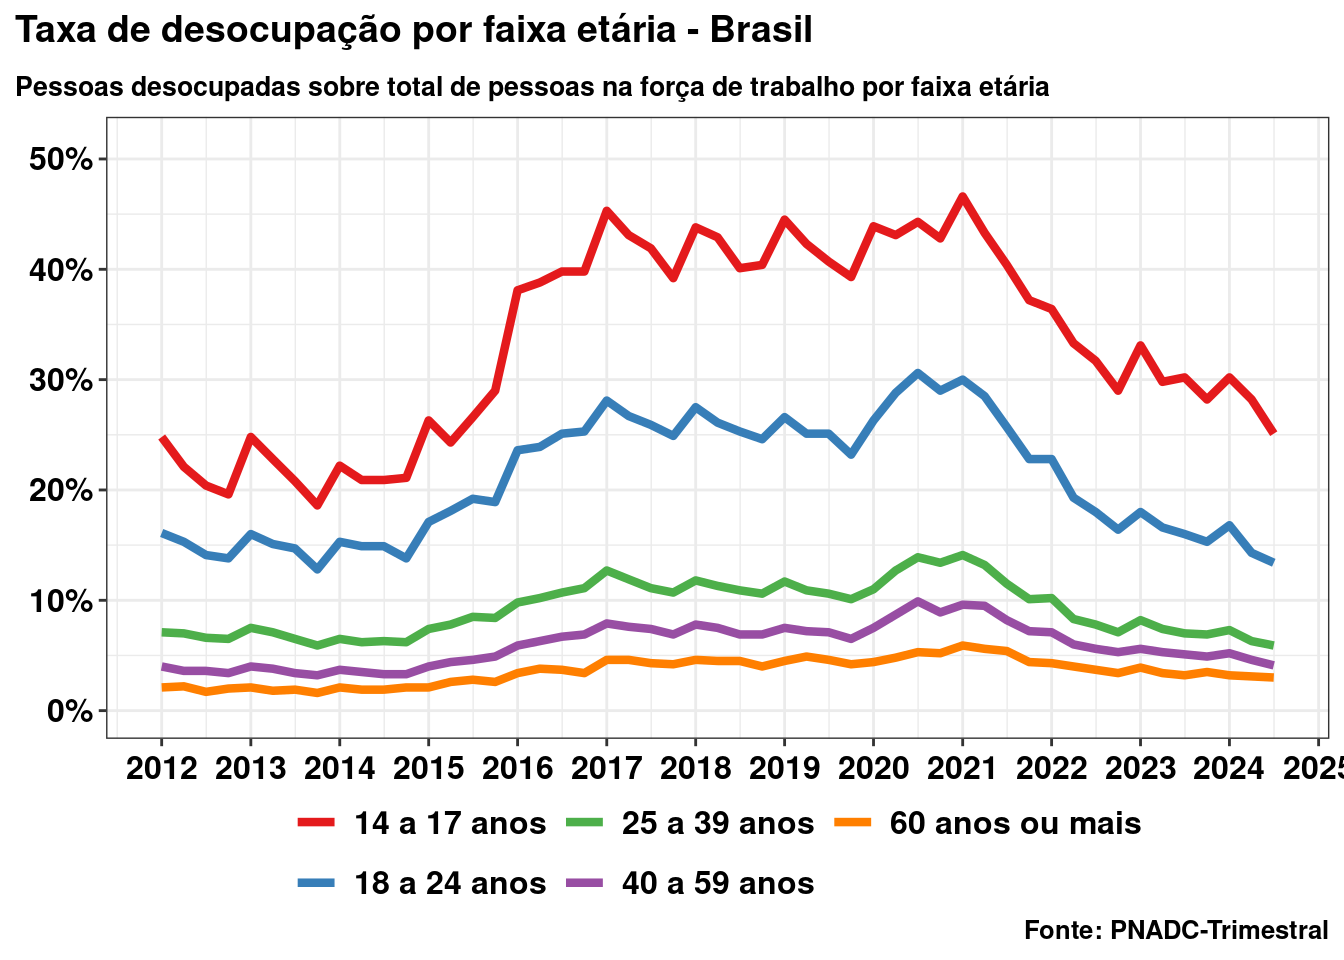 Taxa de desocupação por faixa etária - Brasil
Pessoas desocupadas sobre total de pessoas na força de trabalho por faixa etária
50%
40%
30%
20%
10%
0%
2012 2013 2014 2015 2016 2017 2018 2019 2020 2021 2022 2023 2024 2025
14 a 17 anos 25 a 39 anos 60 anos ou mais
18 a 24 anos 40 a 59 anos
Fonte: PNADC-Trimestral